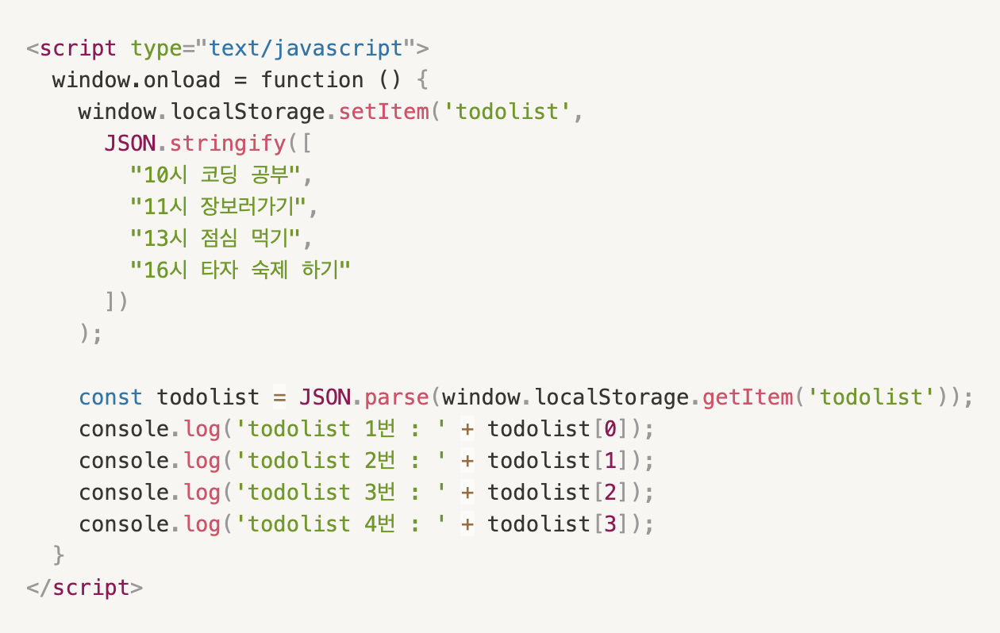 <script type="text/javascript">
  window.onload = function () {
    window.localStorage.setItem('todolist',
      JSON.stringify([
        "10시 코딩 공부",
        "11시 장보러가기",
        "13시 점심 먹기",
        "16시 타자 숙제 하기"
      ])
    );

    const todolist = JSON.parse(window.localStorage.getItem('todolist'));
    console.log('todolist 1번 : ' + todolist[0]);
    console.log('todolist 2번 : ' + todolist[1]);
    console.log('todolist 3번 : ' + todolist[2]);
    console.log('todolist 4번 : ' + todolist[3]);
  }
</script>